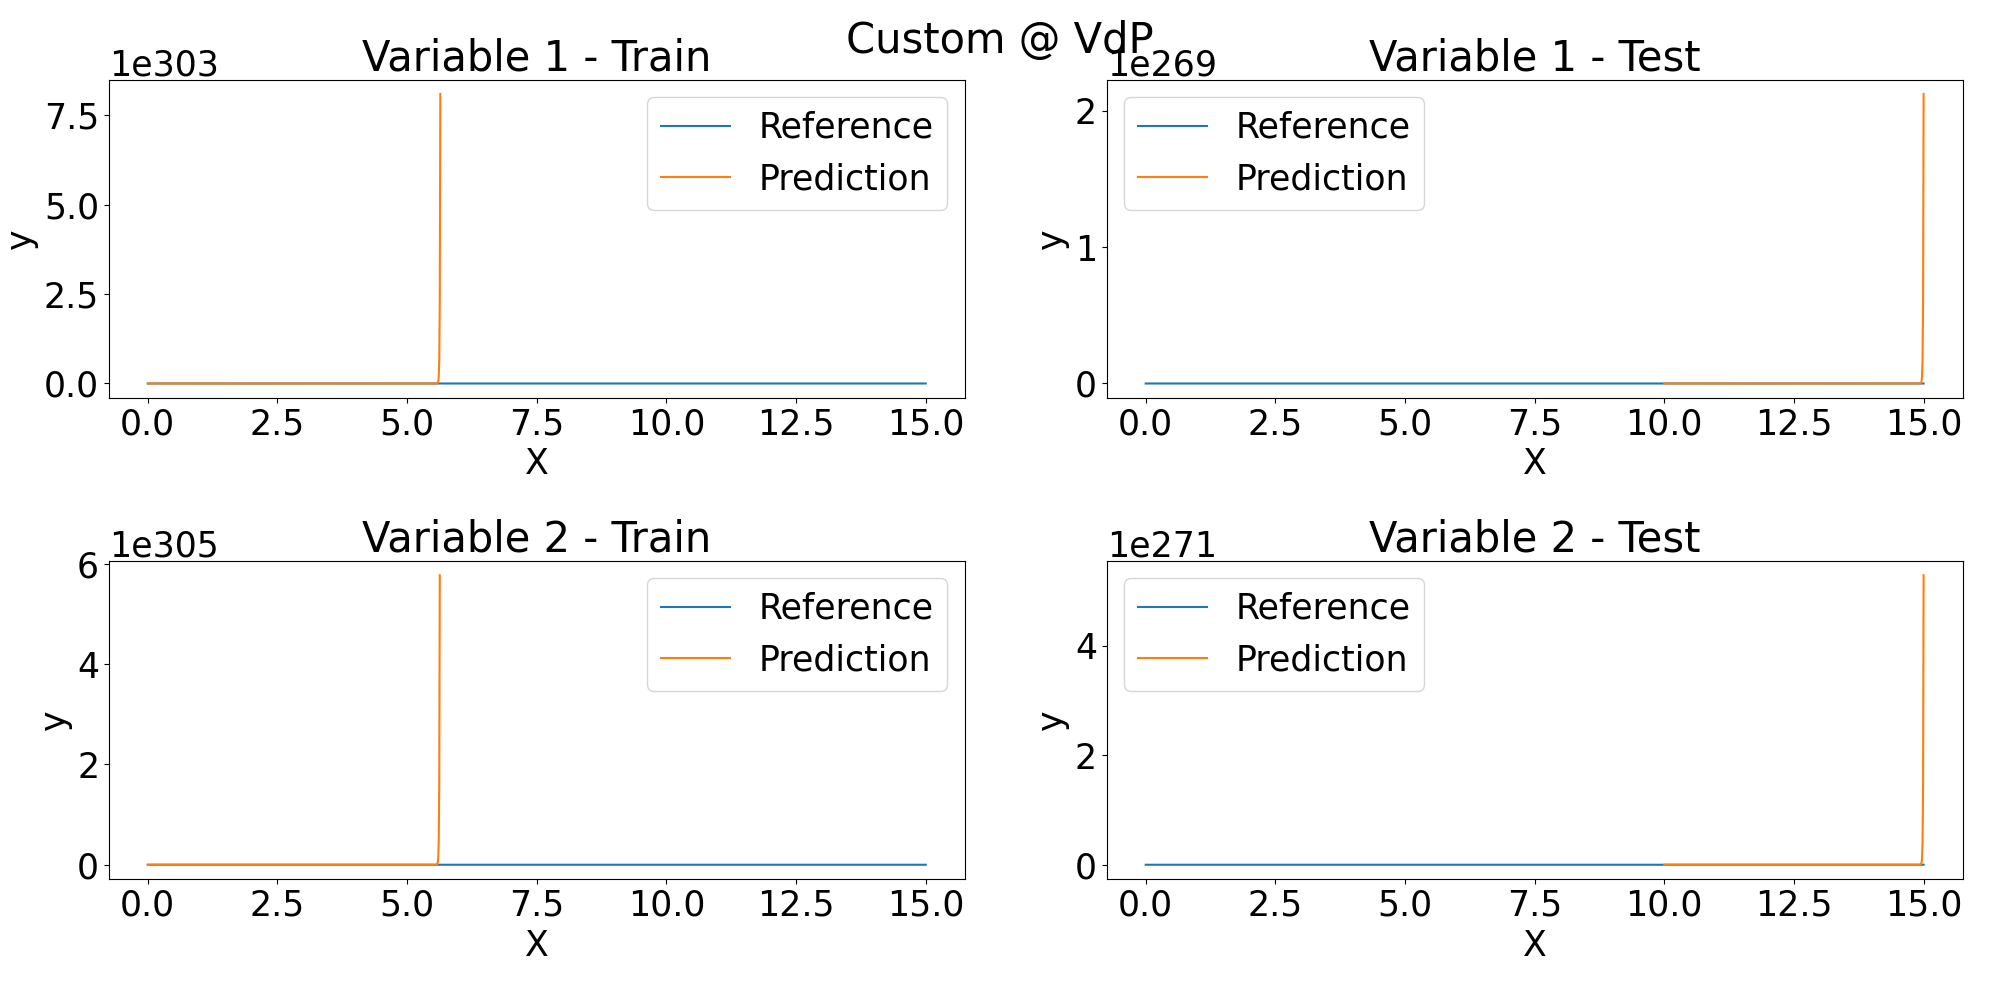 Custom @ VdP
Variable 1 - Train
1e303
7.5
5.0
2.5
0.0
y
Reference
Prediction
0.0 2.5 5.0 7.5 10.0 12.5 15.0
X
Variable 1 - Test
1e269
2
1
0
y
Reference
Prediction
0.0 2.5 5.0 7.5 10.0 12.5 15.0
X
Variable 2 - Train
1e305
6
4
2
0
y
Reference
Prediction
0.0 2.5 5.0 7.5 10.0 12.5 15.0
X
Variable 2 - Test
1e271
4
2
0
y
Reference
Prediction
0.0 2.5 5.0 7.5 10.0 12.5 15.0
X